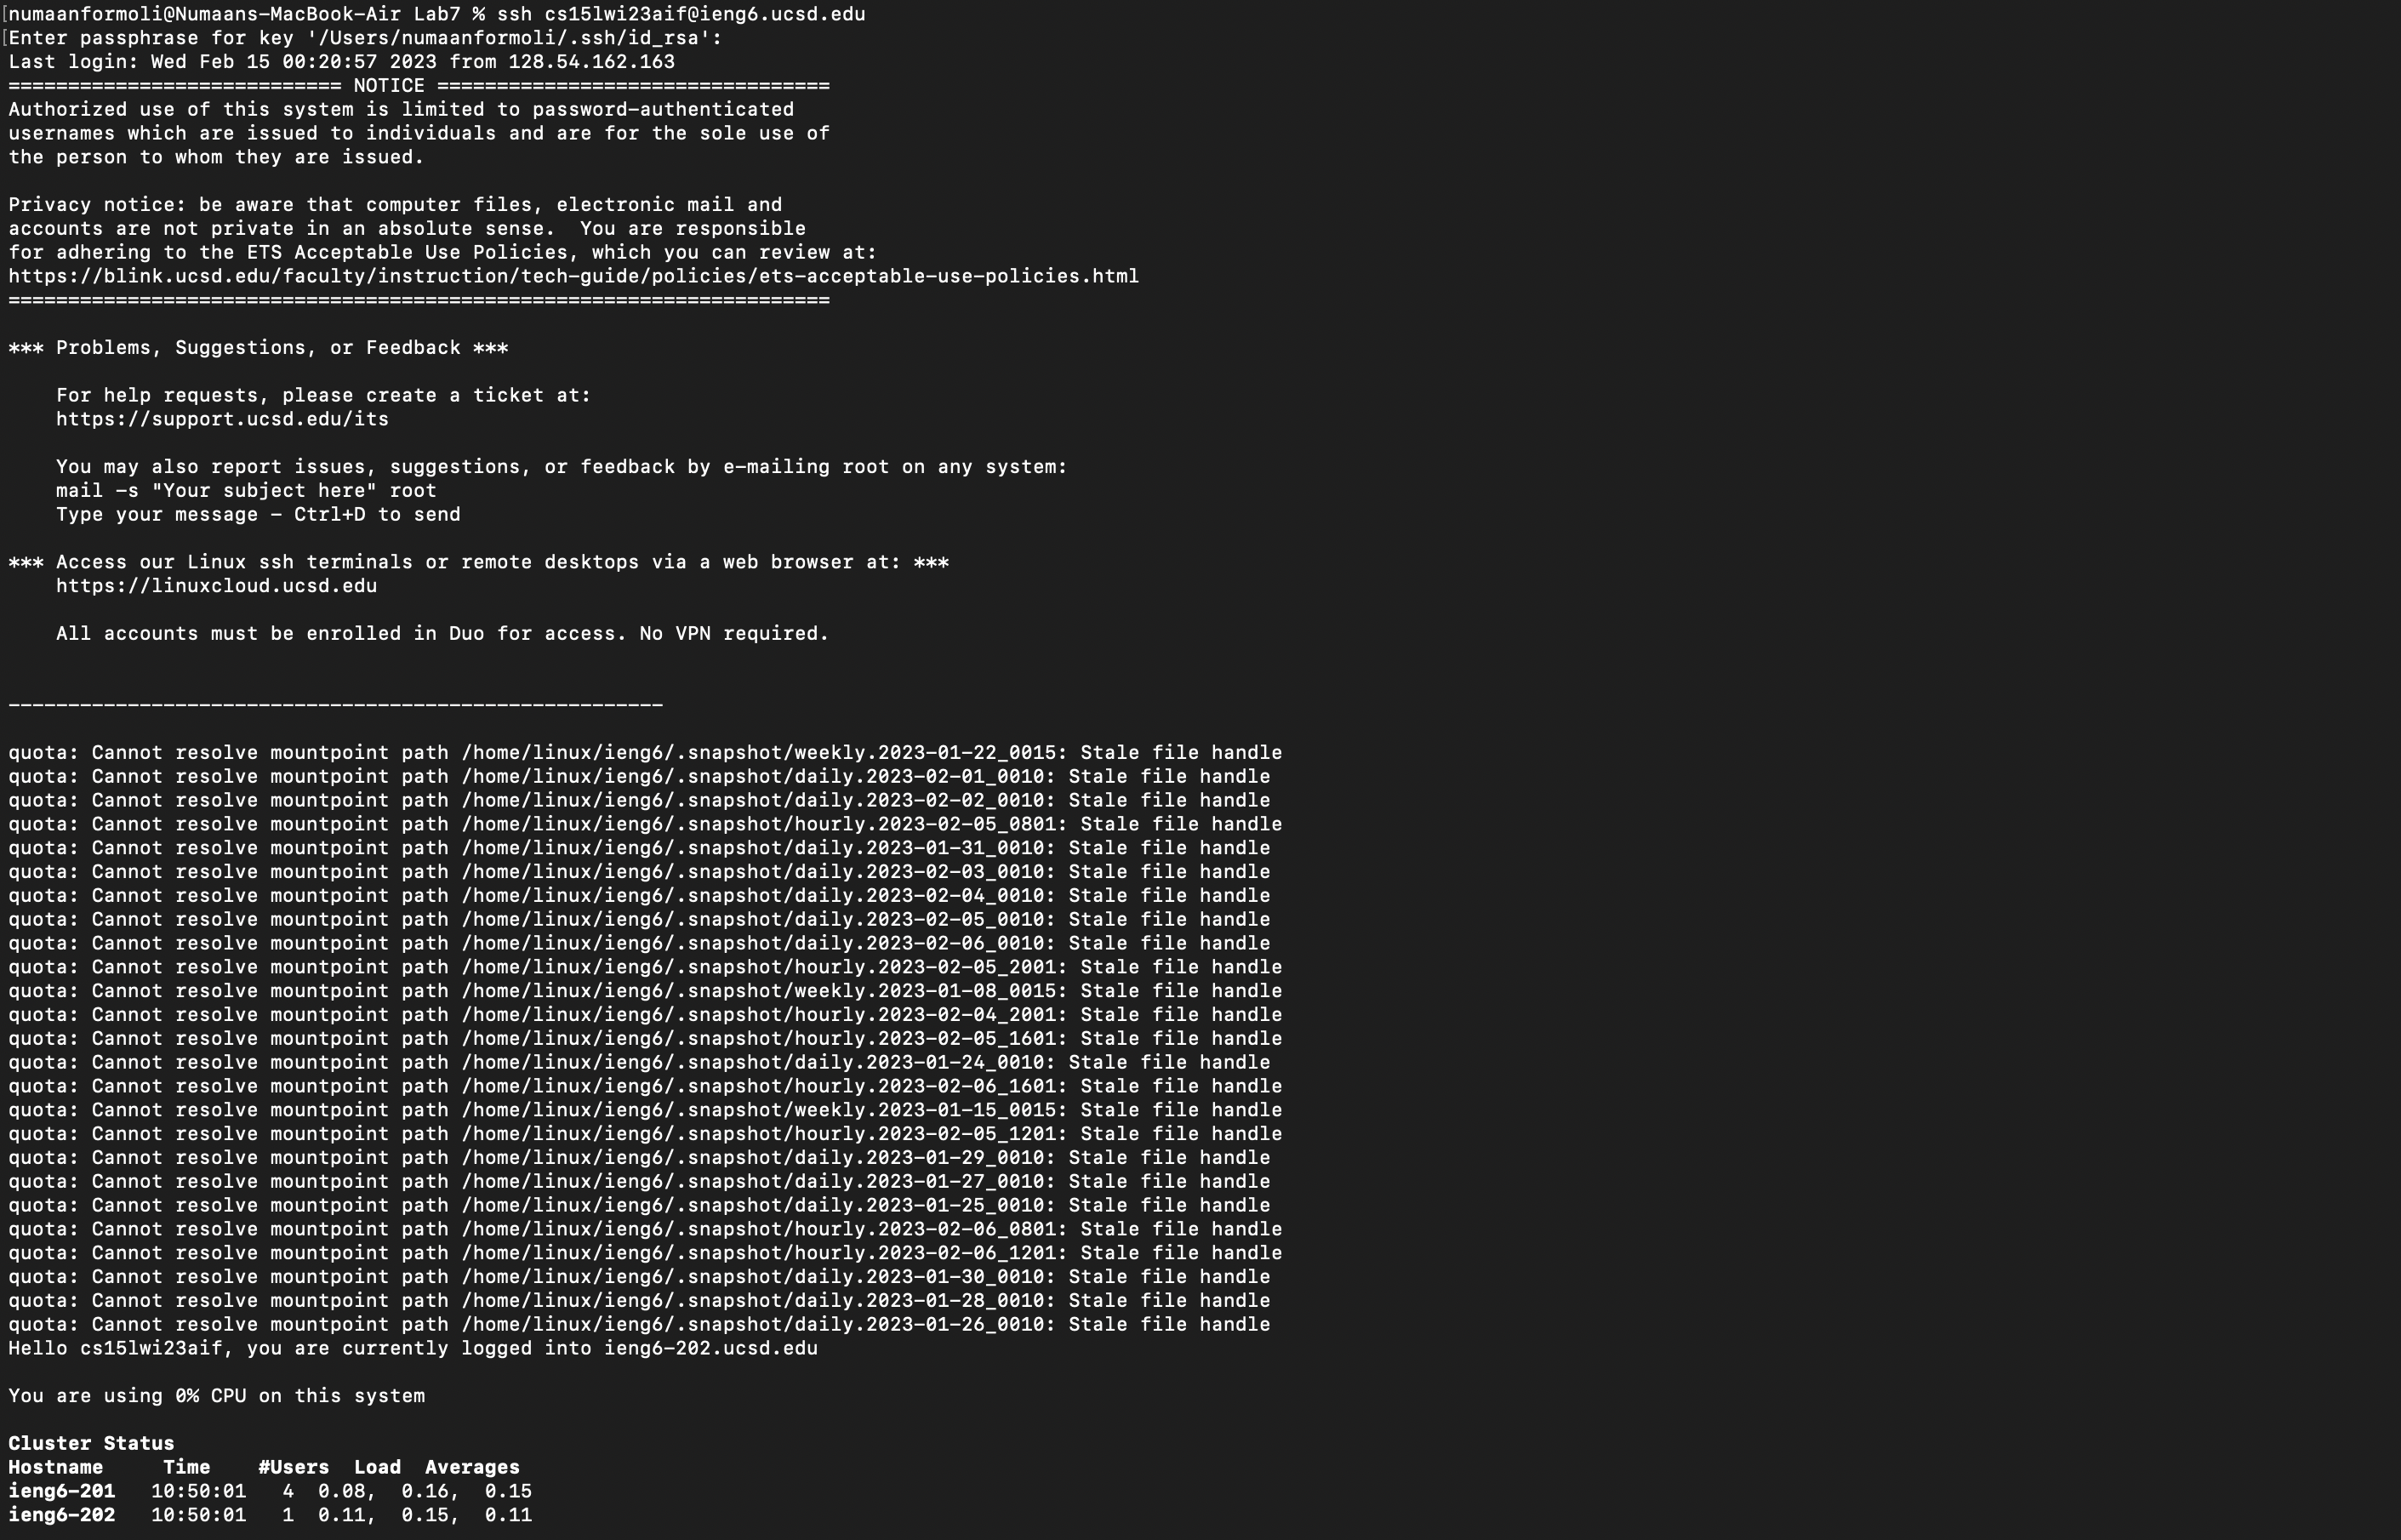 [numaanformoli@Numaans-MacBook-Air Lab7 % ssh cs15lwi23aif@ieng6.ucsd.edu
[Enter passphrase for key '/Users/numaanformoli/.ssh/id_rsa':
Last login: Wed Feb 15 00:20:57 2023 from 128.54.162.163
============================ NOTICE =================================
Authorized use of this system is limited to password-authenticated
usernames which are issued to individuals and are for the sole use of
the person to whom they are issued.

Privacy notice: be aware that computer files, electronic mail and
accounts are not private in an absolute sense.  You are responsible
for adhering to the ETS Acceptable Use Policies, which you can review at:
https://blink.ucsd.edu/faculty/instruction/tech-guide/policies/ets-acceptable-use-policies.html
=====================================================================

*** Problems, Suggestions, or Feedback ***

    For help requests, please create a ticket at:
    https://support.ucsd.edu/its

    You may also report issues, suggestions, or feedback by e-mailing root on any system:
    mail -s "Your subject here" root
    Type your message - Ctrl+D to send

*** Access our Linux ssh terminals or remote desktops via a web browser at: ***
    https://linuxcloud.ucsd.edu

    All accounts must be enrolled in Duo for access. No VPN required.

-------------------------------------------------------

quota: Cannot resolve mountpoint path /home/linux/ieng6/.snapshot/weekly.2023-01-22_0015: Stale file handle
quota: Cannot resolve mountpoint path /home/linux/ieng6/.snapshot/daily.2023-02-01_0010: Stale file handle
quota: Cannot resolve mountpoint path /home/linux/ieng6/.snapshot/daily.2023-02-02_0010: Stale file handle
quota: Cannot resolve mountpoint path /home/linux/ieng6/.snapshot/hourly.2023-02-05_0801: Stale file handle
quota: Cannot resolve mountpoint path /home/linux/ieng6/.snapshot/daily.2023-01-31_0010: Stale file handle
quota: Cannot resolve mountpoint path /home/linux/ieng6/.snapshot/daily.2023-02-03_0010: Stale file handle
quota: Cannot resolve mountpoint path /home/linux/ieng6/.snapshot/daily.2023-02-04_0010: Stale file handle
quota: Cannot resolve mountpoint path /home/linux/ieng6/.snapshot/daily.2023-02-05_0010: Stale file handle
quota: Cannot resolve mountpoint path /home/linux/ieng6/.snapshot/daily.2023-02-06_0010: Stale file handle
quota: Cannot resolve mountpoint path /home/linux/ieng6/.snapshot/hourly.2023-02-05_2001: Stale file handle
quota: Cannot resolve mountpoint path /home/linux/ieng6/.snapshot/weekly.2023-01-08_0015: Stale file handle
quota: Cannot resolve mountpoint path /home/linux/ieng6/.snapshot/hourly.2023-02-04_2001: Stale file handle
quota: Cannot resolve mountpoint path /home/linux/ieng6/.snapshot/hourly.2023-02-05_1601: Stale file handle
quota: Cannot resolve mountpoint path /home/linux/ieng6/.snapshot/daily.2023-01-24_0010: Stale file handle
quota: Cannot resolve mountpoint path /home/linux/ieng6/.snapshot/hourly.2023-02-06_1601: Stale file handle
quota: Cannot resolve mountpoint path /home/linux/ieng6/.snapshot/weekly.2023-01-15_0015: Stale file handle
quota: Cannot resolve mountpoint path /home/linux/ieng6/.snapshot/hourly.2023-02-05_1201: Stale file handle
quota: Cannot resolve mountpoint path /home/linux/ieng6/.snapshot/daily.2023-01-29_0010: Stale file handle
quota: Cannot resolve mountpoint path /home/linux/ieng6/.snapshot/daily.2023-01-27_0010: Stale file handle
quota: Cannot resolve mountpoint path /home/linux/ieng6/.snapshot/daily.2023-01-25_0010: Stale file handle
quota: Cannot resolve mountpoint path /home/linux/ieng6/.snapshot/hourly.2023-02-06_0801: Stale file handle
quota: Cannot resolve mountpoint path /home/linux/ieng6/.snapshot/hourly.2023-02-06_1201: Stale file handle
quota: Cannot resolve mountpoint path /home/linux/ieng6/.snapshot/daily.2023-01-30_0010: Stale file handle
quota: Cannot resolve mountpoint path /home/linux/ieng6/.snapshot/daily.2023-01-28_0010: Stale file handle
quota: Cannot resolve mountpoint path /home/linux/ieng6/.snapshot/daily.2023-01-26_0010: Stale file handle
Hello cs15lwi23aif, you are currently logged into ieng6-202.ucsd.edu

You are using 0% CPU on this system

Cluster Status
Hostname     Time    #Users  Load  Averages
ieng6-201   10:50:01   4  0.08,  0.16,  0.15
ieng6-202   10:50:01   1  0.11,  0.15,  0.11